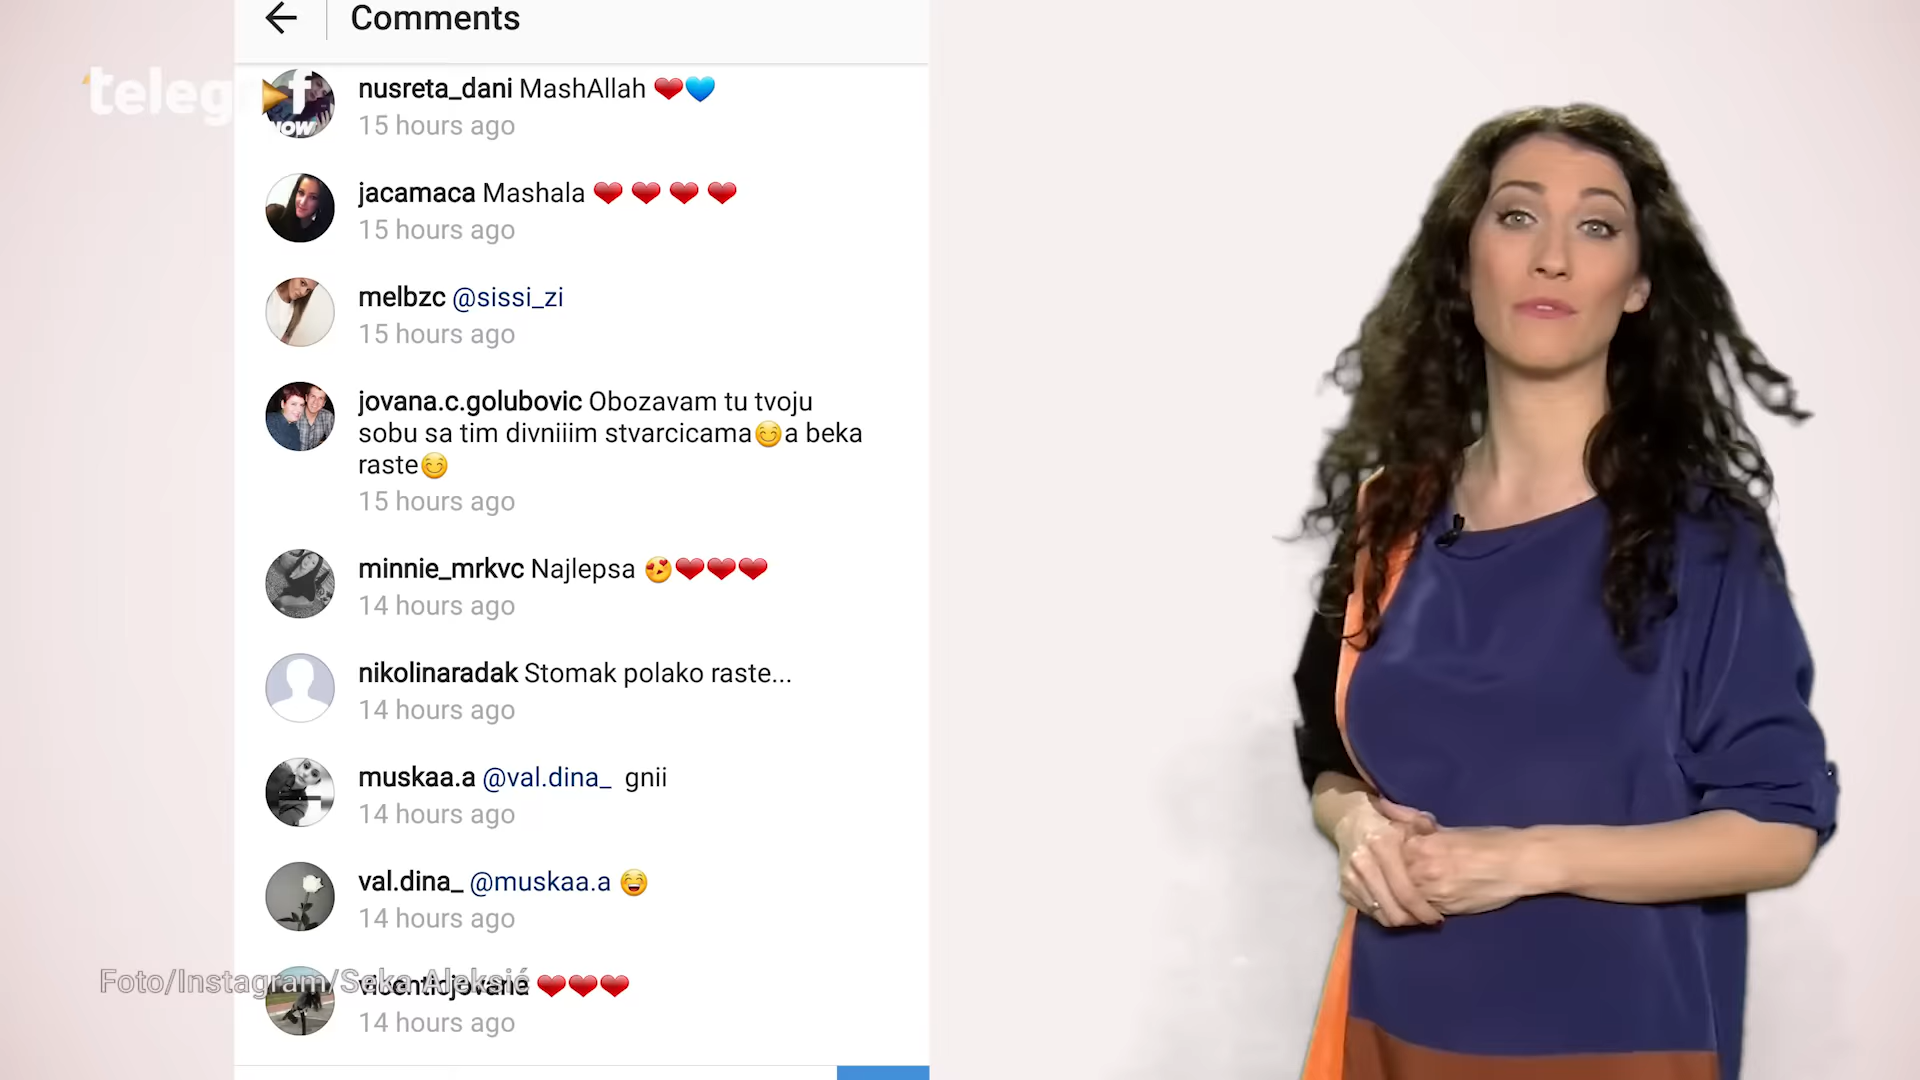 Comments
nusreta_dani MashAllah ❤️💙
15 hours ago
jacamaca Mashala ❤️ ❤️ ❤️ ❤️
15 hours ago
melbzc @sissi_zi
15 hours ago
jovana.c.golubovic Obozavam tu tvoju
sobu sa tim divniiim stvarcicama😊a beka
raste😊
15 hours ago
minnie_mrkvc Najlepsa 😍❤️❤️❤️
14 hours ago
nikolinaradak Stomak polako raste...
14 hours ago
muskaa.a @val.dina_ gnii
14 hours ago
val.dina_ @muskaa.a 😁
14 hours ago
❤️❤️❤️
14 hours ago
NOW
Foto/Instagram/Seka Aleksić